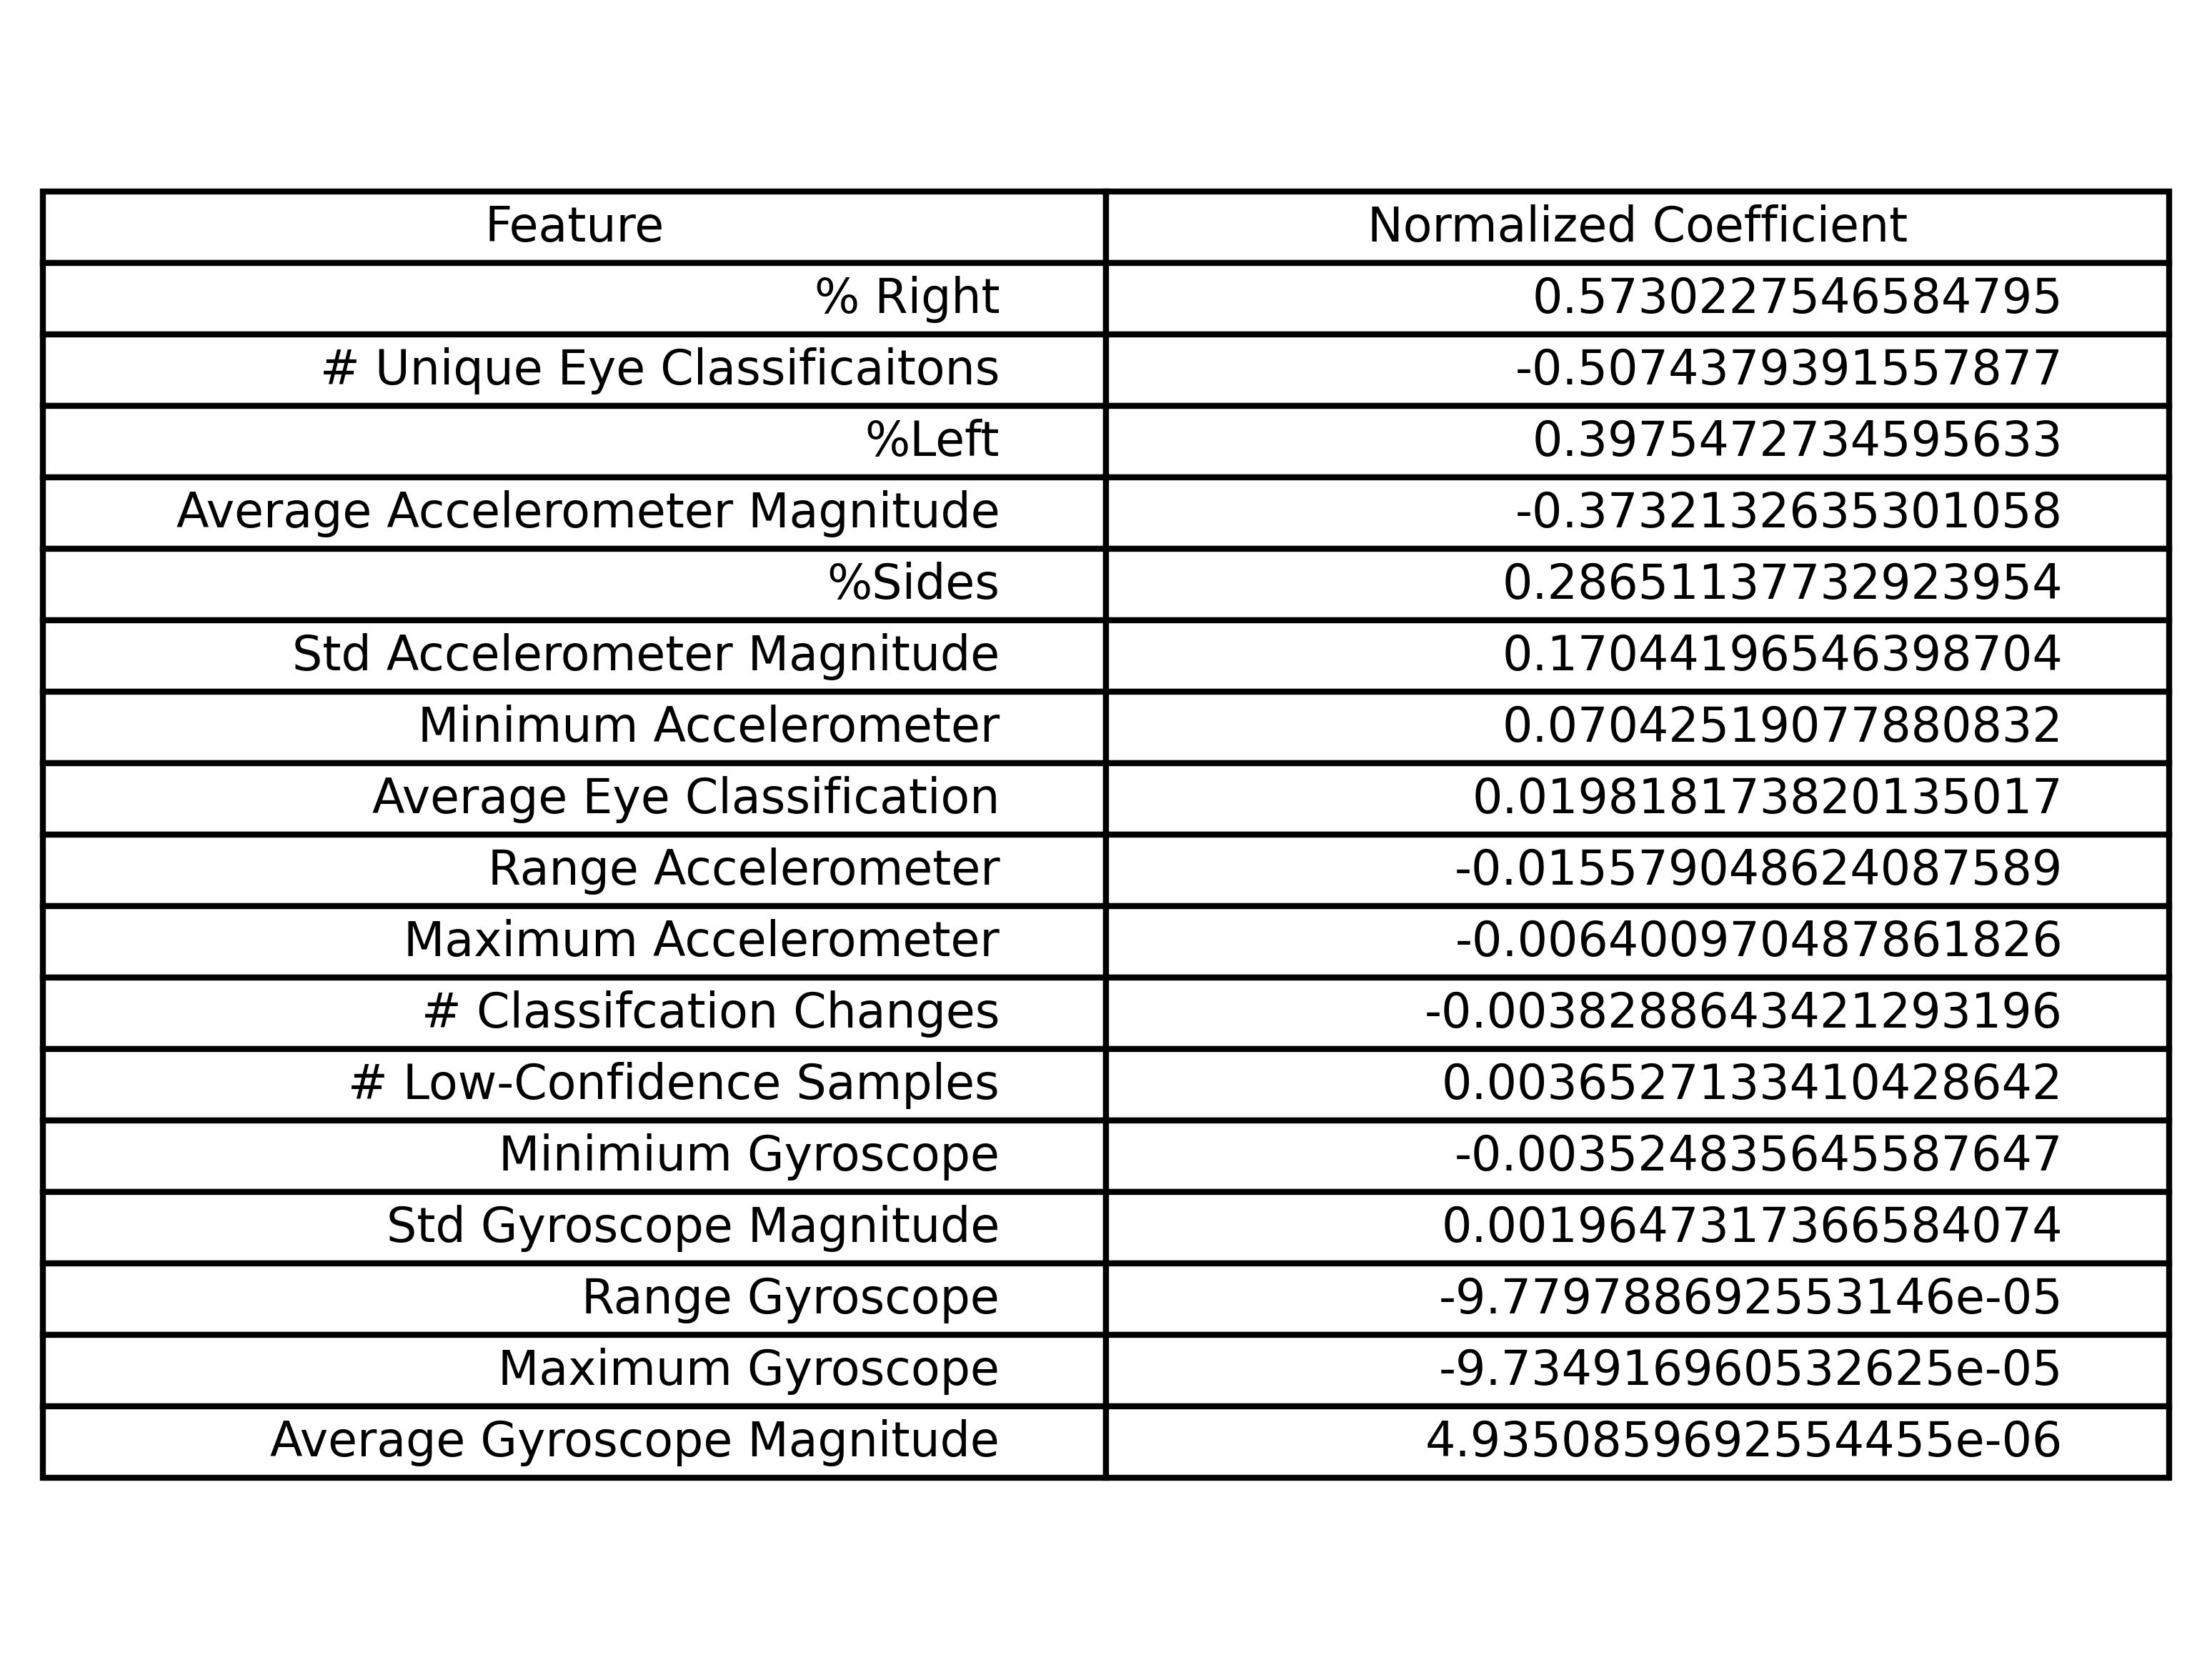 Feature Normalized Coefficient
% Right 0.5730227546584795
# Unique Eye Classificaitons -0.5074379391557877
%Left 0.3975472734595633
Average Accelerometer Magnitude -0.3732132635301058
%Sides 0.28651137732923954
Std Accelerometer Magnitude 0.17044196546398704
Minimum Accelerometer 0.07042519077880832
Average Eye Classification 0.019818173820135017
Range Accelerometer -0.015579048624087589
Maximum Accelerometer -0.006400970487861826
# Classifcation Changes -0.0038288643421293196
# Low-Confidence Samples 0.0036527133410428642
Minimium Gyroscope -0.003524835645587647
Std Gyroscope Magnitude 0.0019647317366584074
Range Gyroscope -9.779788692553146e-05
Maximum Gyroscope -9.734916960532625e-05
Average Gyroscope Magnitude 4.9350859692554455e-06